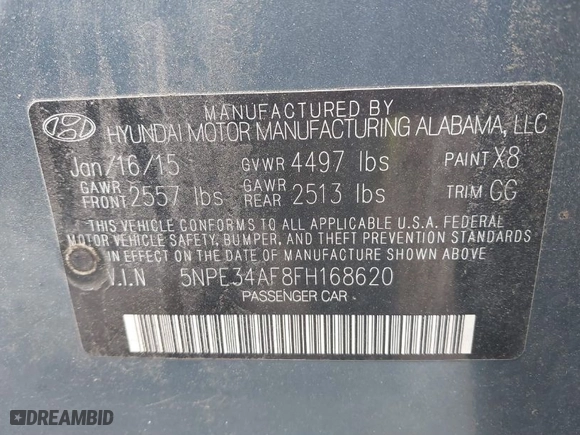 MANUFACTURED BY
HYUNDAI MOTOR MANUFACTURING ALABAMA, LLC
Jan/16/15 GVWR 4497 lbs PAINT X8
GAWR FRONT 2557 lbs GAWR REAR 2513 lbs TRIM GG
THIS VEHICLE CONFORMS TO ALL APPLICABLE U.S.A. FEDERAL
MOTOR VEHICLE SAFETY, BUMPER, AND THEFT PREVENTION
STANDARDS IN EFFECT ON THE DATE OF MANUFACTURE SHOWN ABOVE
V.I.N 5NPE34AF8FH168620
PASSENGER CAR
DREAMBID